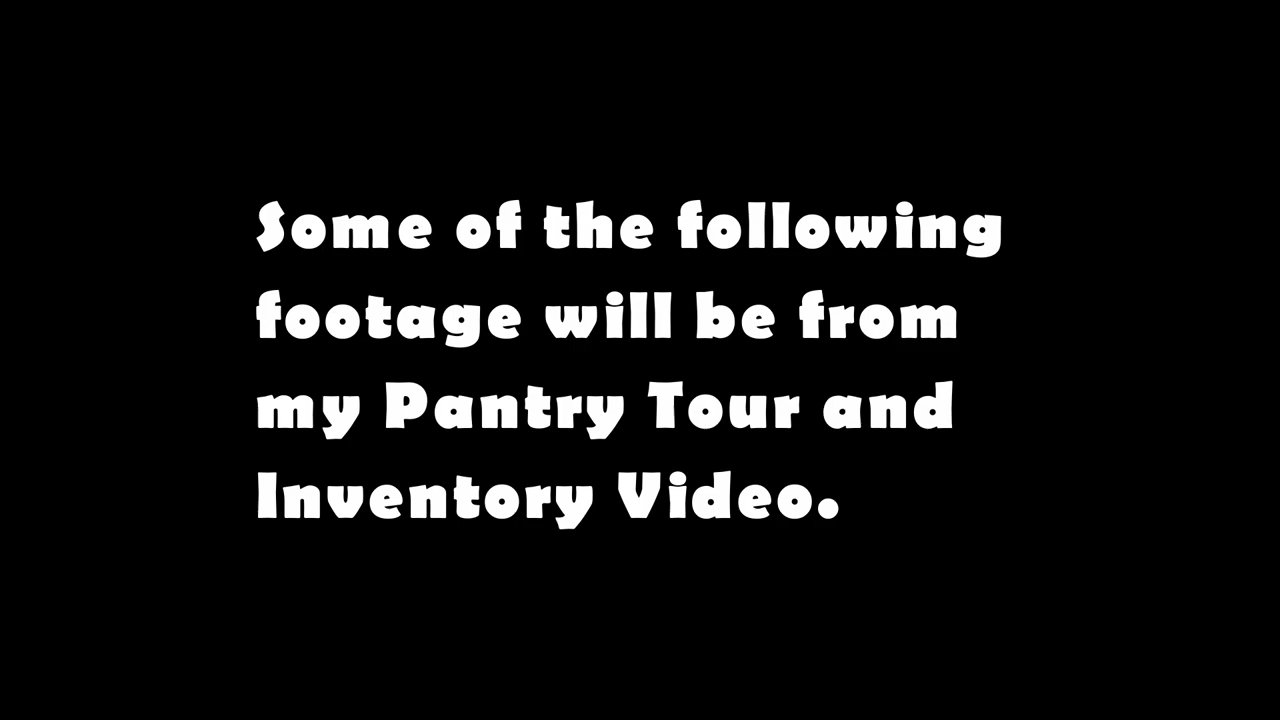 Some of the following
footage will be from
my Pantry Tour and
Inventory Video.